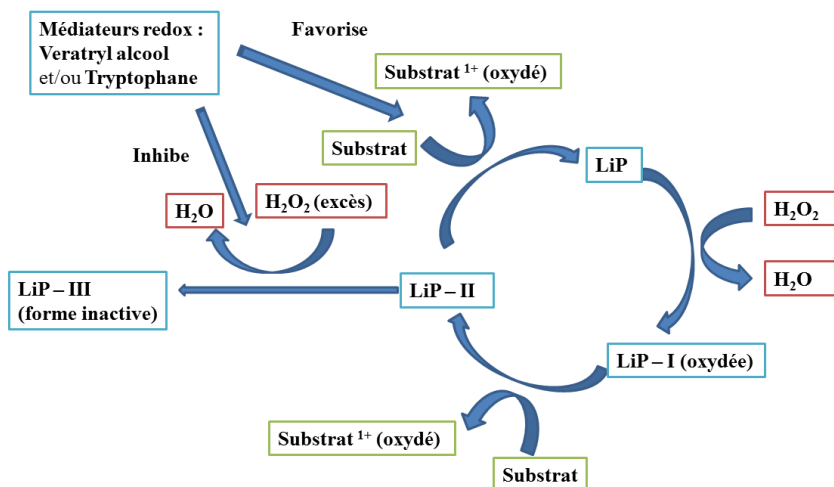 Médiateurs redox :
Veratryl alcool
et/ou Tryptophane
Favorise
Substrat ¹⁺ (oxydé)
Substrat
LiP
Inhibe
H₂O
H₂O₂ (excès)
H₂O₂
H₂O
LiP – III
(forme inactive)
LiP – II
LiP – I (oxydée)
Substrat ¹⁺ (oxydé)
Substrat